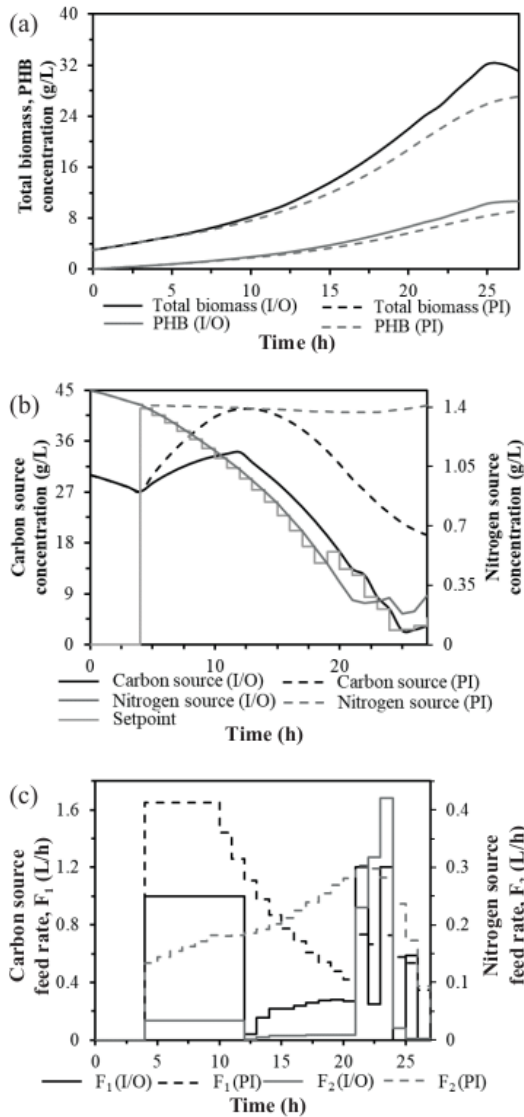 (a)
Total biomass, PHB
concentration (g/L)
32
24
16
8
0
0 5 10 15 20 25
Total biomass (I/O) Total biomass (PI)
PHB (I/O) PHB (PI)
Time (h)
(b)
Carbon source
concentration (g/L)
45
36
27
18
9
0
Nitrogen source
concentration (g/L)
1.4
1.05
0.7
0.35
0
0 10 20
Carbon source (I/O) Carbon source (PI)
Nitrogen source (I/O) Nitrogen source (PI)
Setpoint
Time (h)
(c)
Carbon source
feed rate, F1 (L/h)
1.6
1.2
0.8
0.4
0
Nitrogen source
feed rate, F2 (L/h)
0.4
0.3
0.2
0.1
0
0 5 10 15 20 25
F1(I/O) F1(PI) F2(I/O) F2(PI)
Time (h)